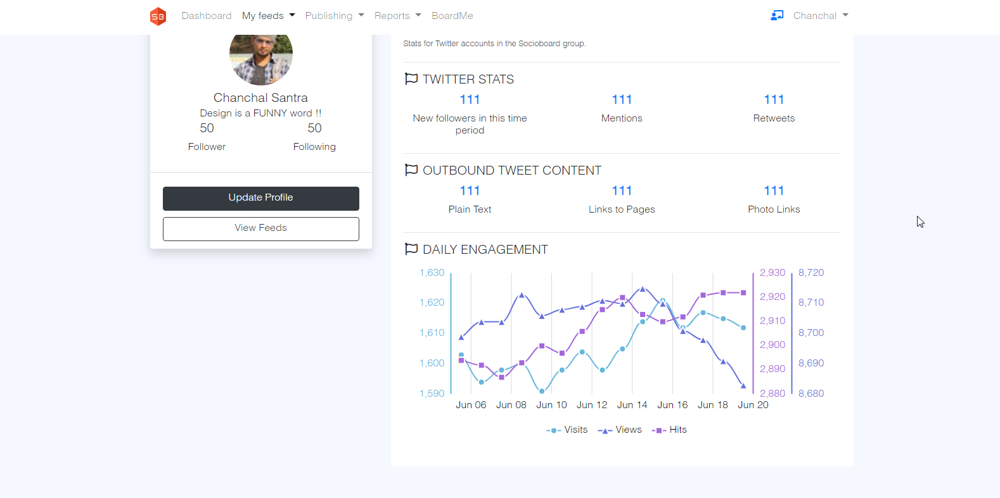 SB Dashboard My feeds Publishing Reports BoardMe Chanchal
Chanchal Santra
Design is a FUNNY word !!
50 50
Follower Following
Update Profile
View Feeds
Stats for Twitter accounts in the Socioboard group.
TWITTER STATS
111 111 111
New followers in this time Mentions Retweets
period
OUTBOUND TWEET CONTENT
111 111 111
Plain Text Links to Pages Photo Links
DAILY ENGAGEMENT
1,630 2,930 8,720
2,920
1,620 8,710
2,910
1,610 8,700
2,900
1,600 8,690
2,890
1,590 2,880 8,680
Jun 06 Jun 08 Jun 10 Jun 12 Jun 14 Jun 16 Jun 18 Jun 20
Visits Views Hits